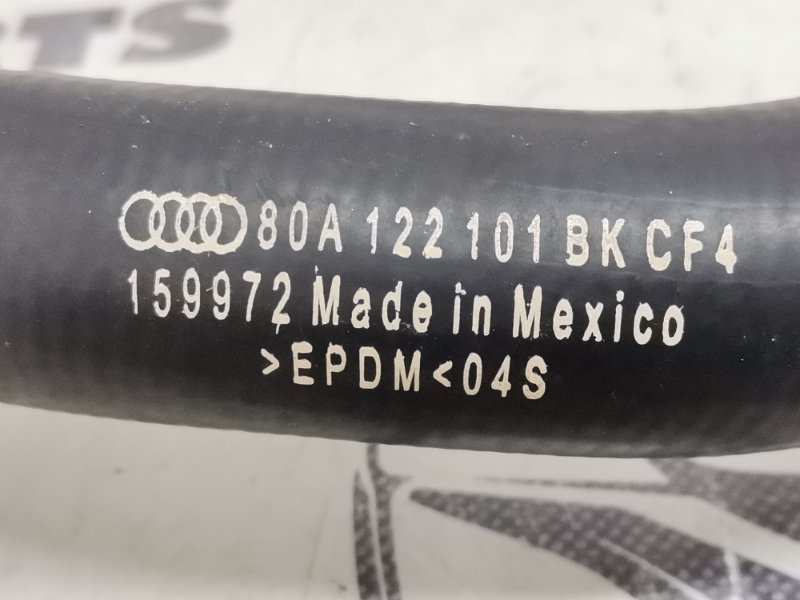 80A 122 101 BK CF4
159972 Made in Mexico
>EPDM<04S